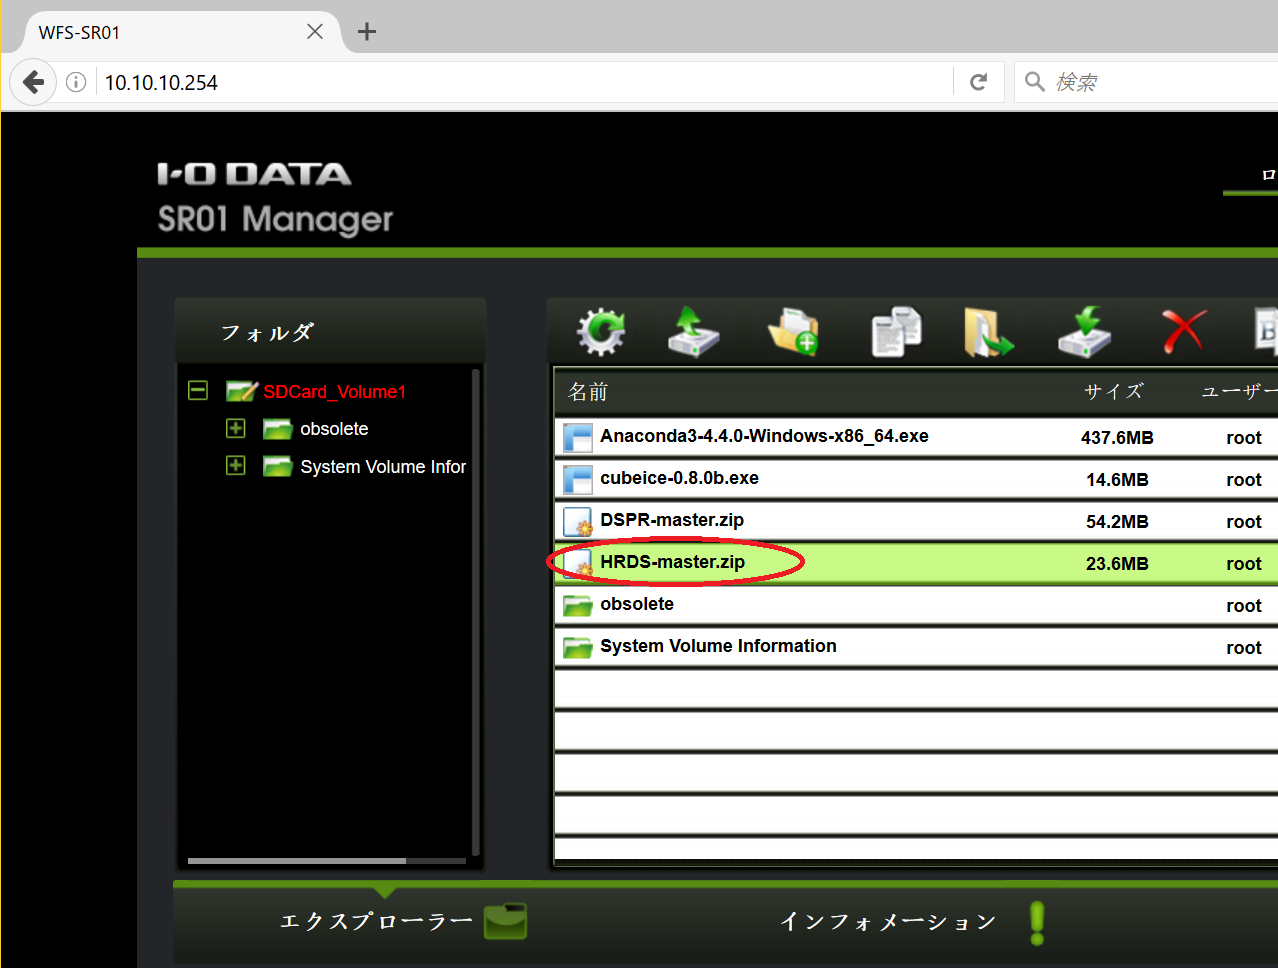 WFS-SR01
10.10.10.254
検索
I-O DATA
SR01 Manager
ロ
フォルダ
SDCard_Volume1
obsolete
System Volume Infor
名前 サイズ ユーザー
Anaconda3-4.4.0-Windows-x86_64.exe 437.6MB root
cubeice-0.8.0b.exe 14.6MB root
DSPR-master.zip 54.2MB root
HRDS-master.zip 23.6MB root
obsolete root
System Volume Information root
エクスプローラー
インフォメーション